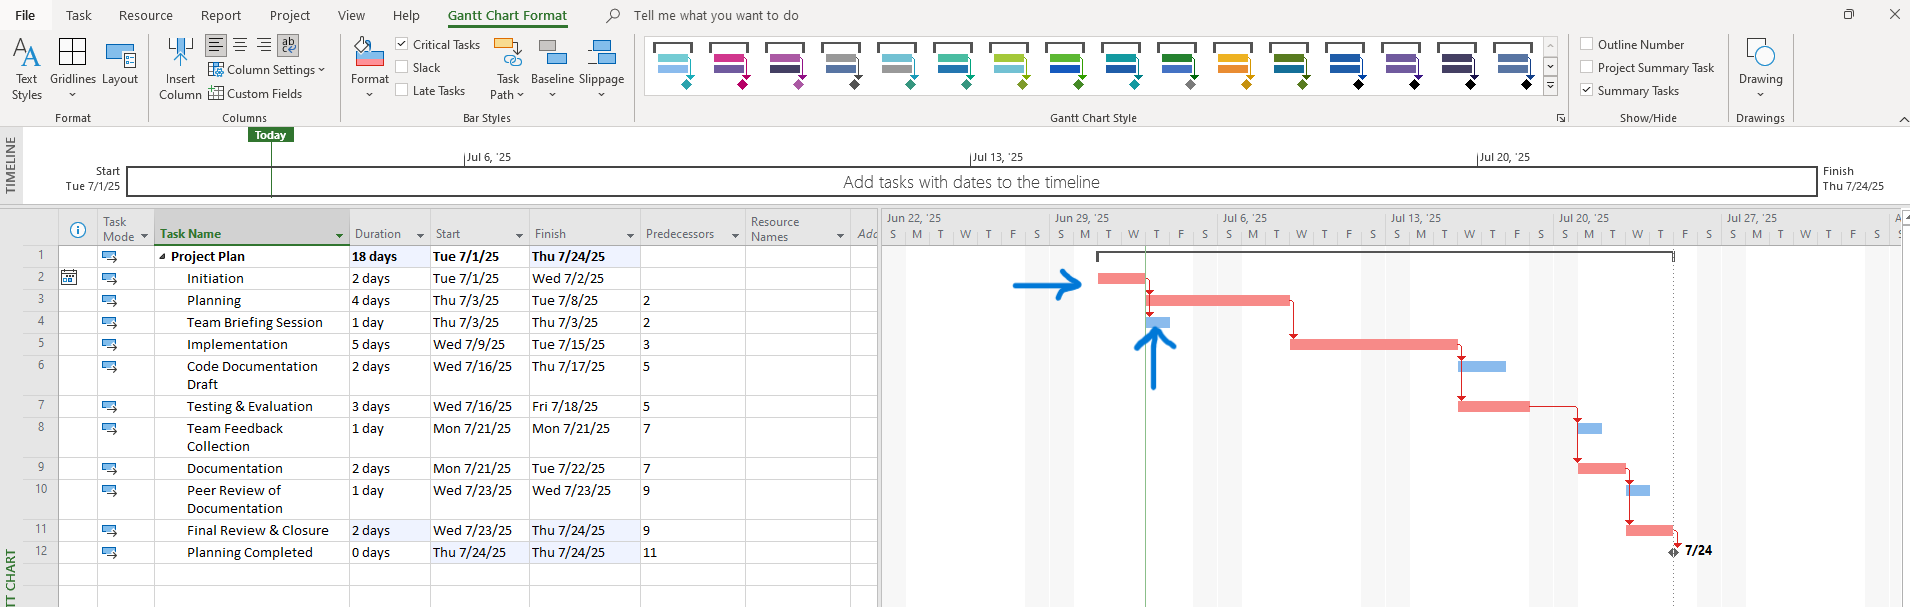 File Task Resource Report Project View Help Gantt Chart Format Tell me what you want to do
Text Styles
Gridlines
Layout
Format
Insert Column
ab
c
Column Settings
Custom Fields
Columns
Format
Critical Tasks
Slack
Late Tasks
Task Path
Baseline
Slippage
Bar Styles
Gantt Chart Style
Outline Number
Project Summary Task
Summary Tasks
Show/Hide
Drawing
Drawings
TIMELINE
Today
Jul 6, '25 Jul 13, '25 Jul 20, '25
Start
Tue 7/1/25
Add tasks with dates to the timeline
Finish
Thu 7/24/25
Task Mode Task Name Duration Start Finish Predecessors Resource Names Add
Jun 22, '25 Jun 29, '25 Jul 6, '25 Jul 13, '25 Jul 20, '25 Jul 27, '25 A
S M T W T F S S M T W T F S S M T W T F S S M T W T F S S M T W T F S S M T W T F S S
1 Project Plan 18 days Tue 7/1/25 Thu 7/24/25
2 Initiation 2 days Tue 7/1/25 Wed 7/2/25
3 Planning 4 days Thu 7/3/25 Tue 7/8/25 2
4 Team Briefing Session 1 day Thu 7/3/25 Thu 7/3/25 2
5 Implementation 5 days Wed 7/9/25 Tue 7/15/25 3
6 Code Documentation 2 days Wed 7/16/25 Thu 7/17/25 5
Draft
7 Testing & Evaluation 3 days Wed 7/16/25 Fri 7/18/25 5
8 Team Feedback 1 day Mon 7/21/25 Mon 7/21/25 7
Collection
9 Documentation 2 days Mon 7/21/25 Tue 7/22/25 7
10 Peer Review of 1 day Wed 7/23/25 Wed 7/23/25 9
Documentation
11 Final Review & Closure 2 days Wed 7/23/25 Thu 7/24/25 9
12 Planning Completed 0 days Thu 7/24/25 Thu 7/24/25 11
7/24
TT CHART